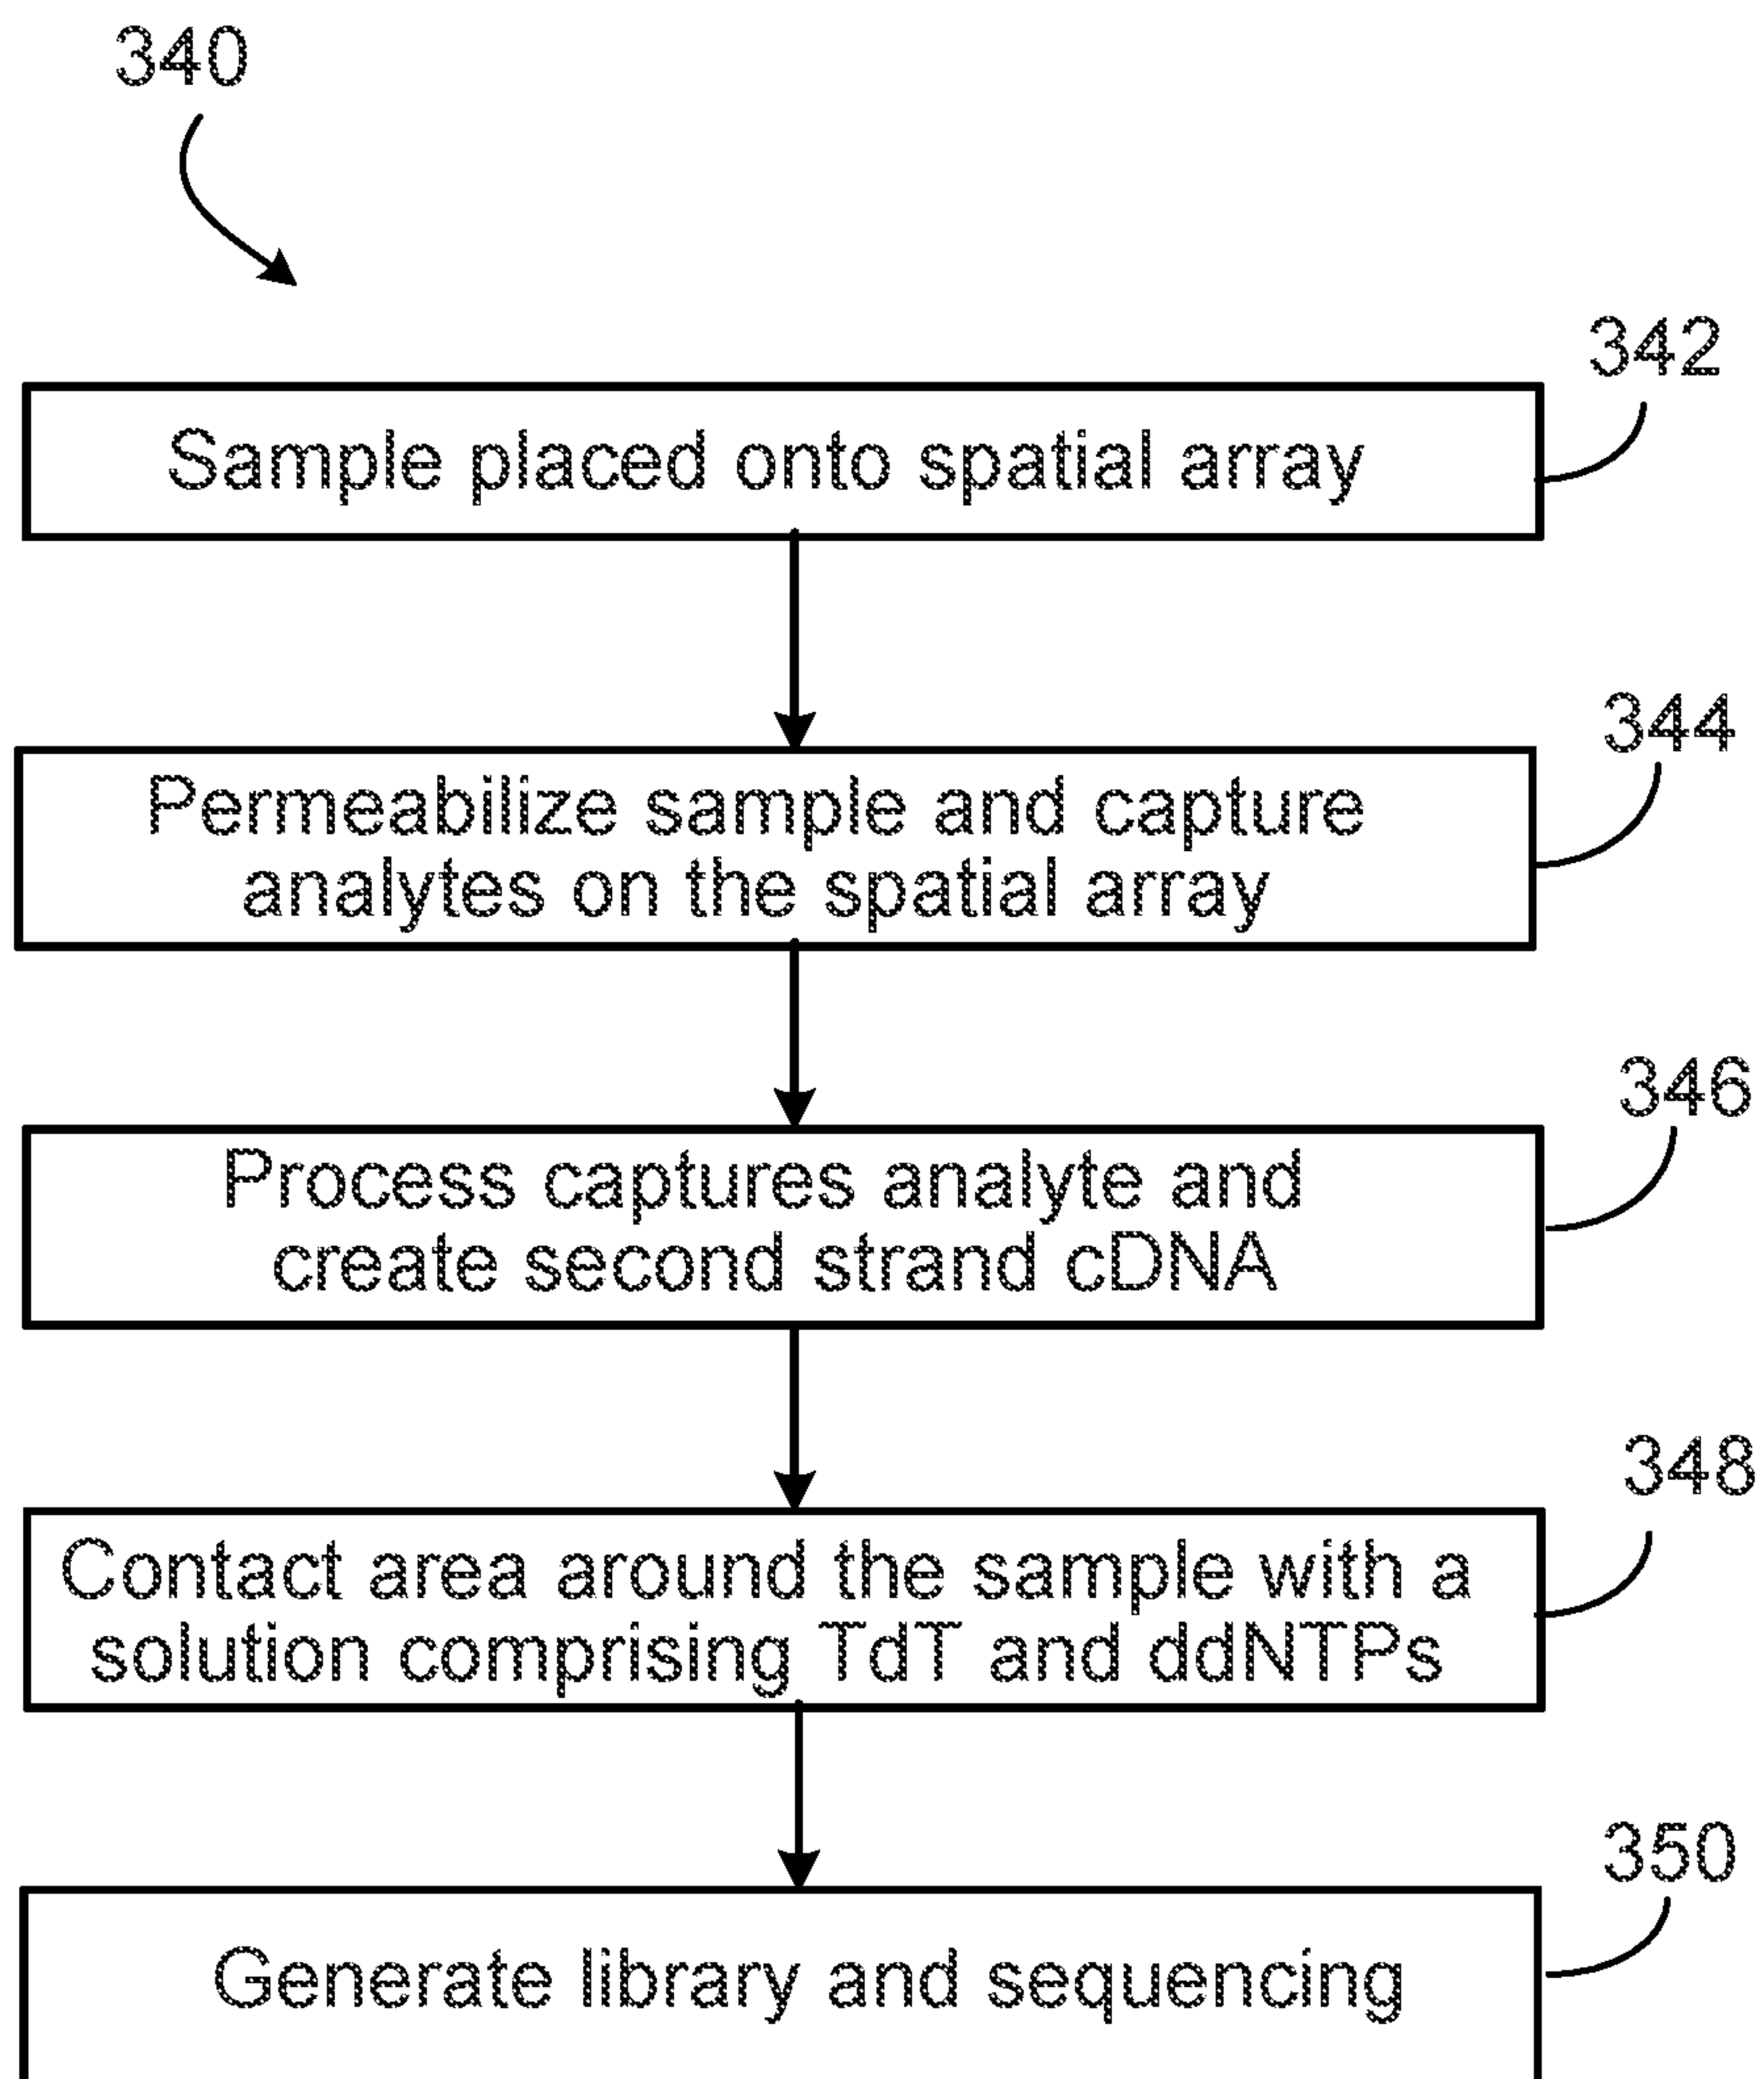 340
342
Sample placed onto spatial array
344
Permeabilize sample and capture
analytes on the spatial array
346
Process captures analyte and
create second strand cDNA
348
Contact area around the sample with a
solution comprising TdT and ddNTPs
350
Generate library and sequencing